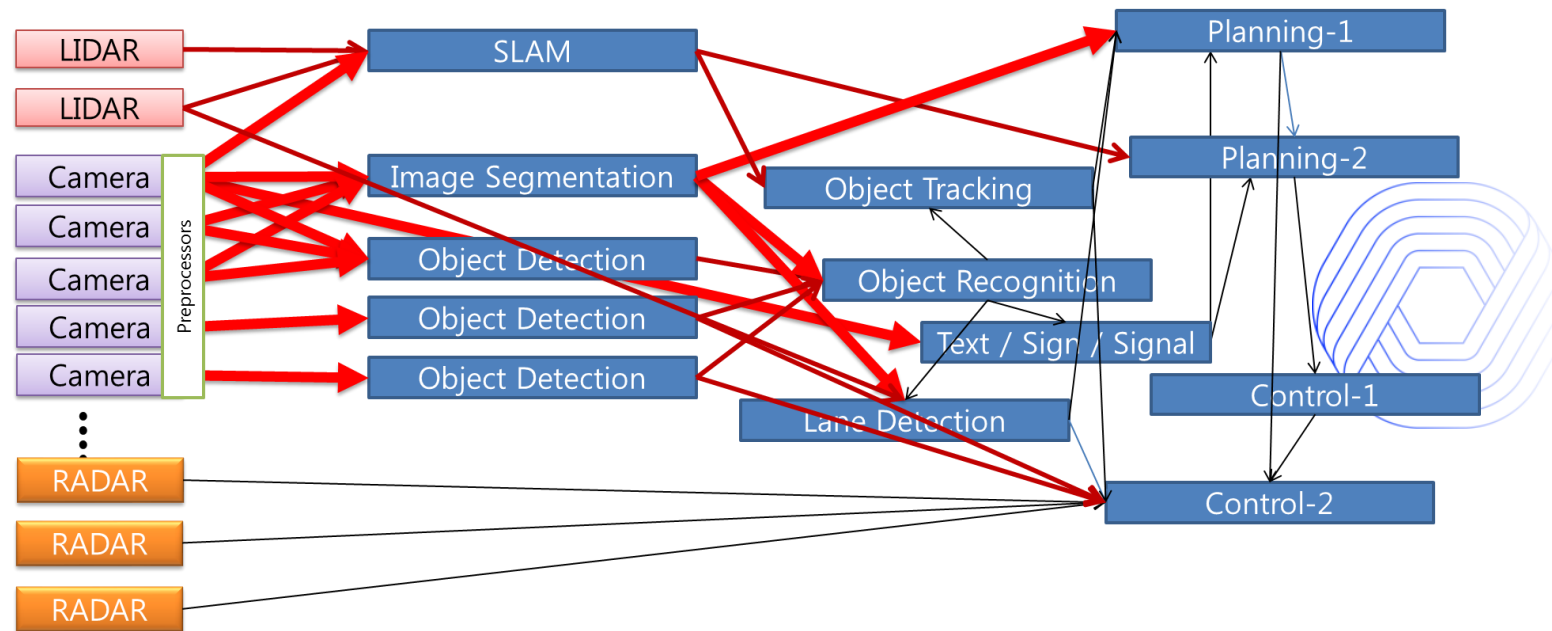 LIDAR
LIDAR
Camera
Camera
Camera
Camera
Camera
Preprocessors
RADAR
RADAR
RADAR
SLAM
Image Segmentation
Object Detection
Object Detection
Object Detection
Object Tracking
Object Recognition
Text / Sign / Signal
Lane Detection
Planning-1
Planning-2
Control-1
Control-2